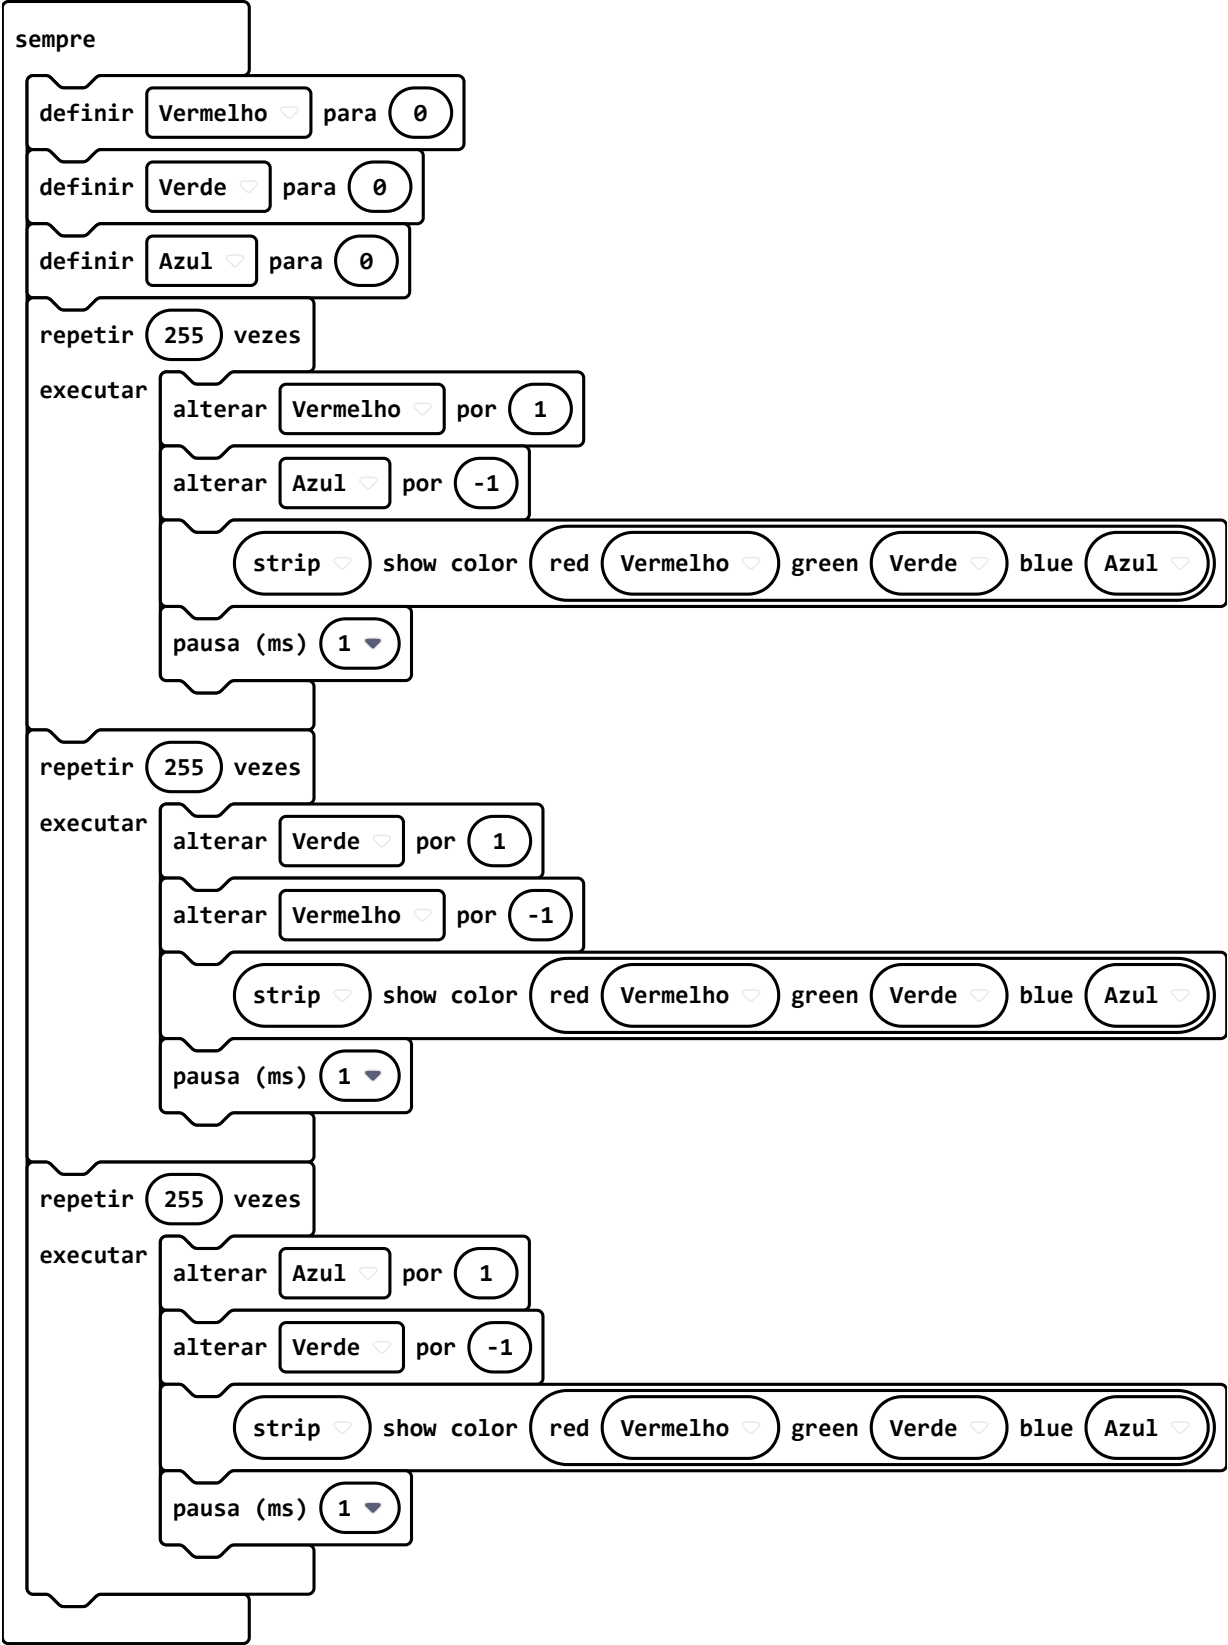 sempre
definir Vermelho para 0
definir Verde para 0
definir Azul para 0
repetir 255 vezes
executar
alterar Vermelho por 1
alterar Azul por -1
strip show color red Vermelho green Verde blue Azul
pausa (ms) 1
repetir 255 vezes
executar
alterar Verde por 1
alterar Vermelho por -1
strip show color red Vermelho green Verde blue Azul
pausa (ms) 1
repetir 255 vezes
executar
alterar Azul por 1
alterar Verde por -1
strip show color red Vermelho green Verde blue Azul
pausa (ms) 1